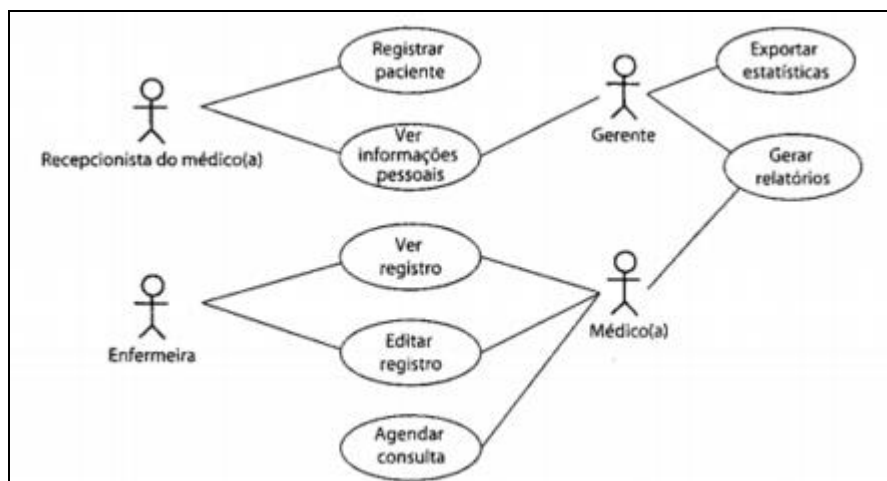 Registrar
paciente
Exportar
estatísticas
Recepcionista do médico(a)
Ver
informações
pessoais
Gerente
Gerar
relatórios
Ver
registro
Enfermeira
Editar
registro
Médico(a)
Agendar
consulta